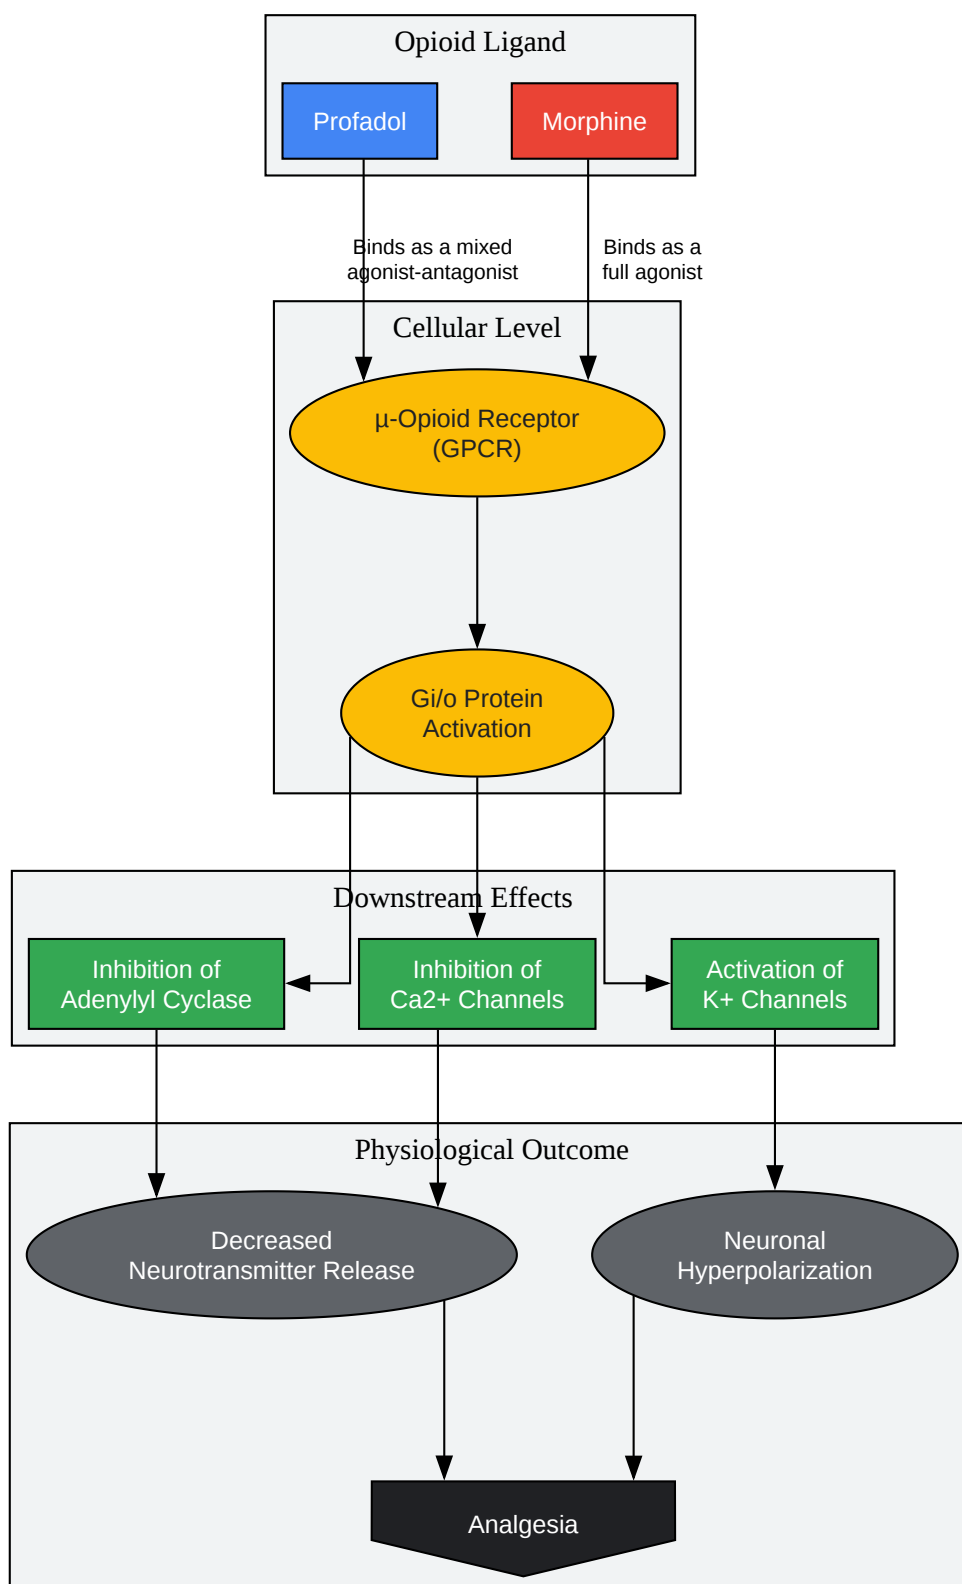 Opioid Ligand
Profadol
Morphine
Binds as a mixed
agonist-antagonist
Binds as a
full agonist
Cellular Level
µ-Opioid Receptor
(GPCR)
Gi/o Protein
Activation
Downstream Effects
Inhibition of
Adenylyl Cyclase
Inhibition of
Ca2+ Channels
Activation of
K+ Channels
Physiological Outcome
Decreased
Neurotransmitter Release
Neuronal
Hyperpolarization
Analgesia